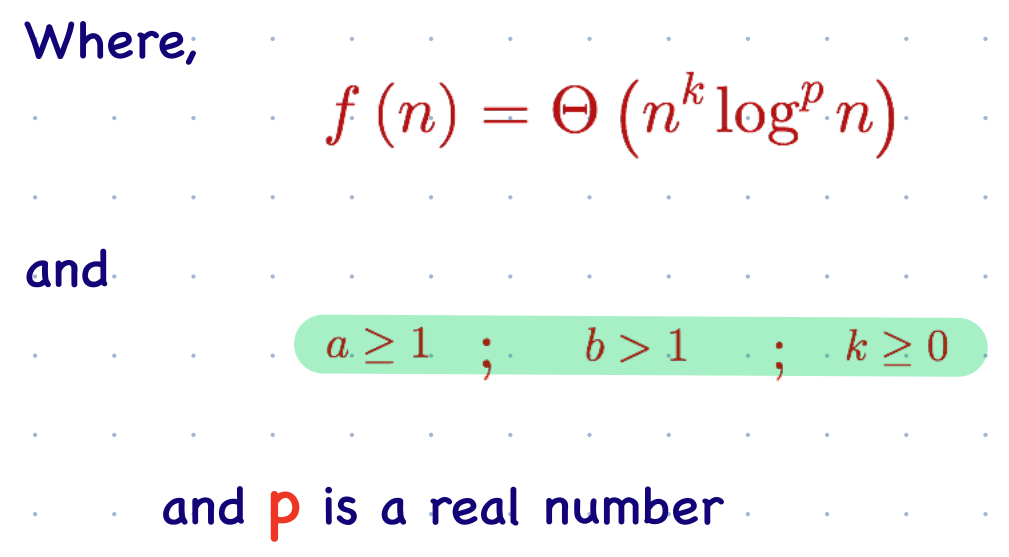 Where,
f (n) = Θ (n^k log^p n)
and
a ≥ 1 ; b > 1 ; k ≥ 0
and p is a real number